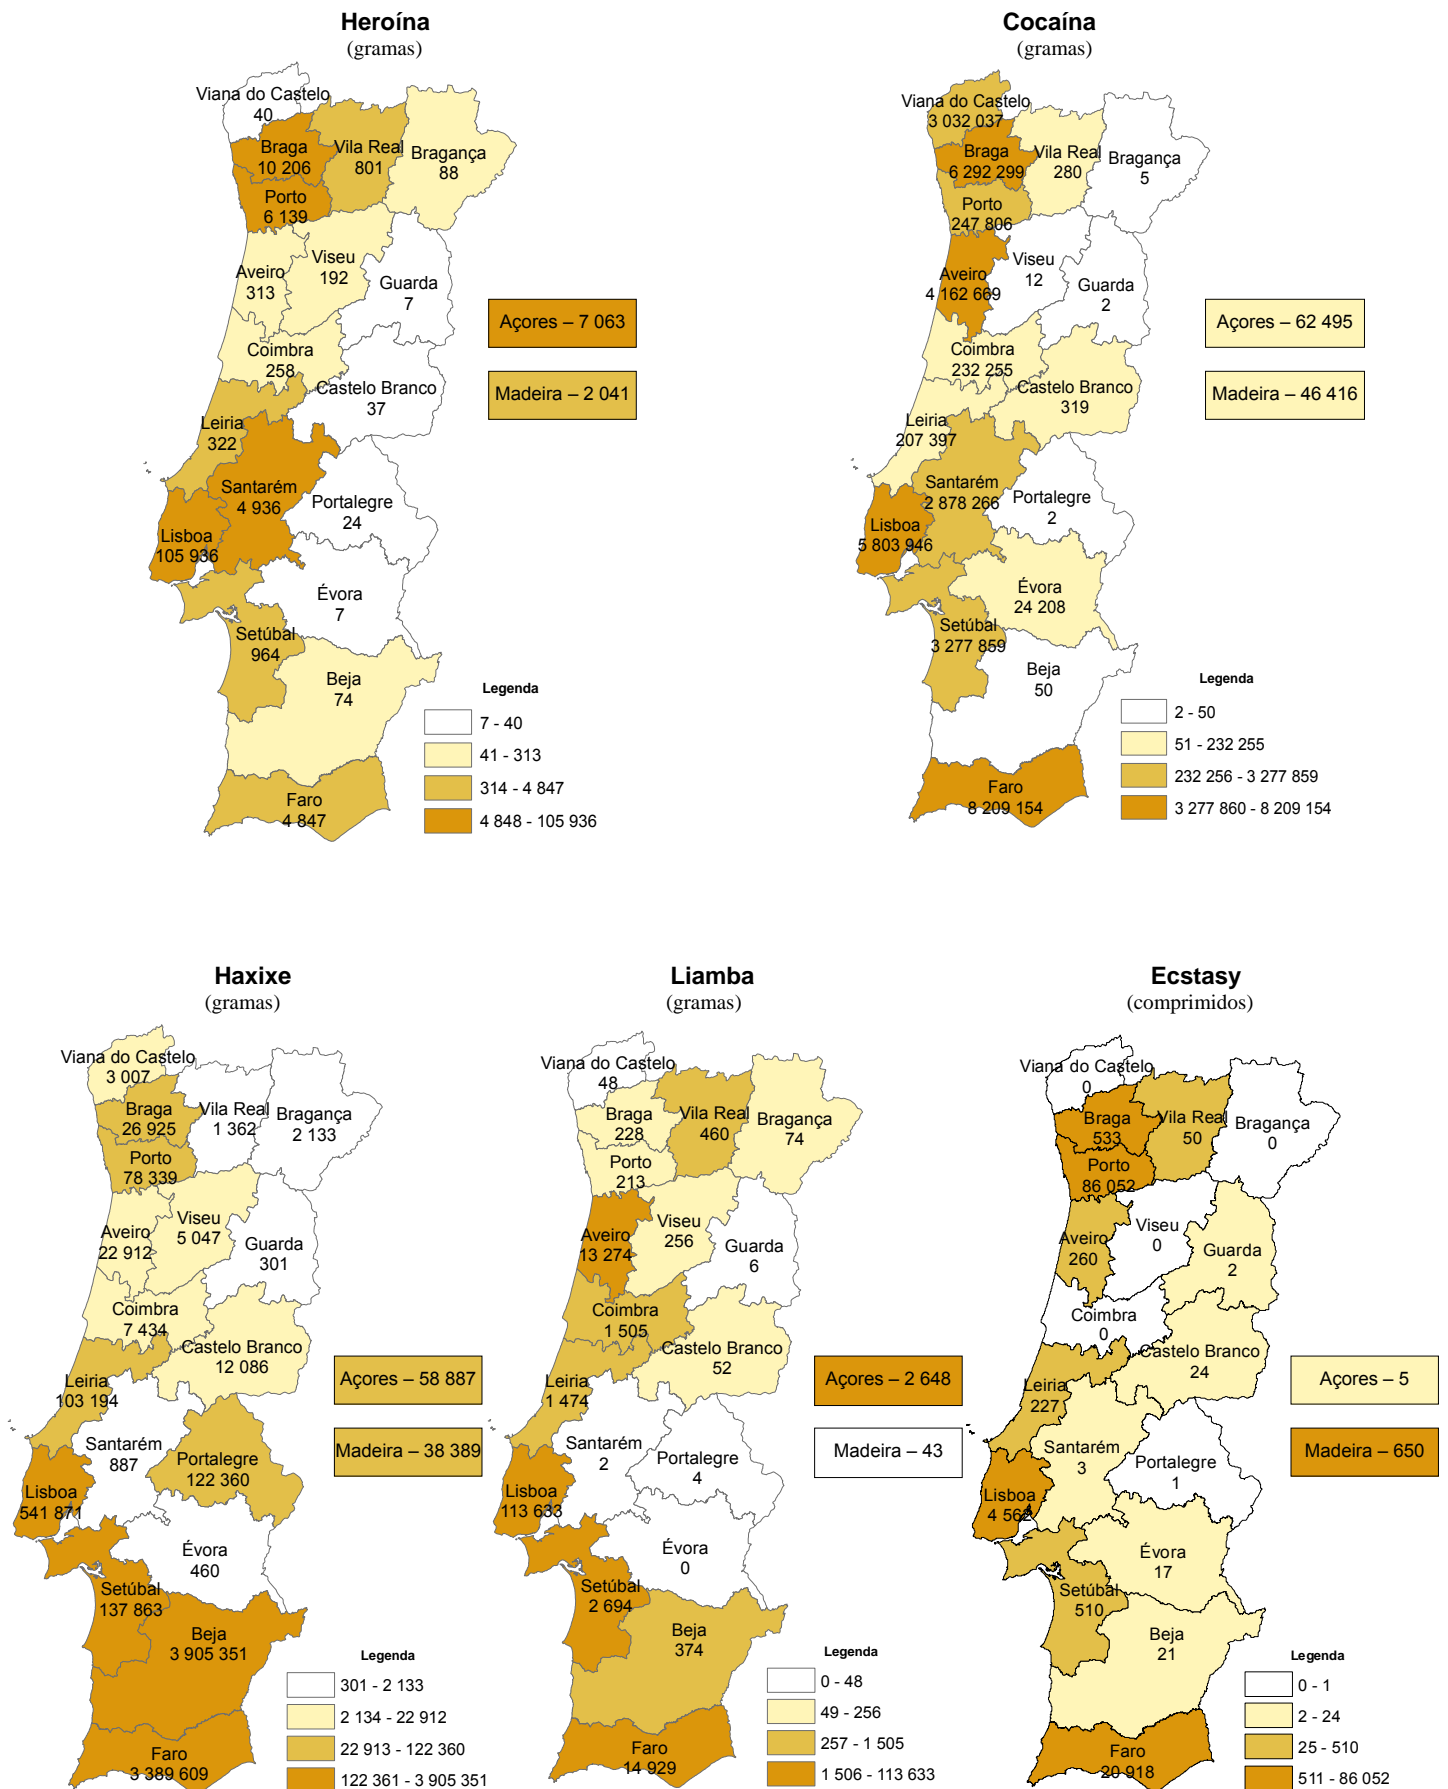 Heroína
(gramas)
Viana do Castelo
40
Braga
10 206
Vila Real
801
Bragança
88
Porto
6 139
Viseu
192
Aveiro
313
Guarda
7
Açores – 7 063
Coimbra
258
Castelo Branco
37
Madeira – 2 041
Leiria
322
Santarém
4 936
Portalegre
24
Lisboa
105 936
Évora
7
Setúbal
964
Beja
74
Faro
4 847
Legenda
7 - 40
41 - 313
314 - 4 847
4 848 - 105 936
Cocaína
(gramas)
Viana do Castelo
3 032 037
Braga
6 292 299
Vila Real
280
Bragança
5
Porto
247 806
Viseu
12
Aveiro
4 162 669
Guarda
2
Açores – 62 495
Coimbra
232 255
Castelo Branco
319
Madeira – 46 416
Leiria
207 397
Santarém
2 878 266
Portalegre
2
Lisboa
5 803 946
Évora
24 208
Setúbal
3 277 859
Beja
50
Faro
8 209 154
Legenda
2 - 50
51 - 232 255
232 256 - 3 277 859
3 277 860 - 8 209 154
Haxixe
(gramas)
Viana do Castelo
3 007
Braga
26 925
Vila Real
1 362
Bragança
2 133
Porto
78 339
Viseu
5 047
Aveiro
22 912
Guarda
301
Coimbra
7 434
Castelo Branco
12 086
Açores – 58 887
Leiria
103 194
Santarém
887
Portalegre
122 360
Madeira – 38 389
Lisboa
541 871
Évora
460
Setúbal
137 863
Beja
3 905 351
Faro
3 389 609
Legenda
301 - 2 133
2 134 - 22 912
22 913 - 122 360
122 361 - 3 905 351
Liamba
(gramas)
Viana do Castelo
48
Braga
228
Vila Real
460
Bragança
74
Porto
213
Viseu
256
Aveiro
13 274
Guarda
6
Coimbra
1 505
Castelo Branco
52
Açores – 2 648
Leiria
1 474
Santarém
2
Portalegre
4
Madeira – 43
Lisboa
113 633
Évora
0
Setúbal
2 694
Beja
374
Faro
14 929
Legenda
0 - 48
49 - 256
257 - 1 505
1 506 - 113 633
Ecstasy
(comprimidos)
Viana do Castelo
0
Braga
533
Vila Real
50
Bragança
0
Porto
86 052
Viseu
0
Aveiro
260
Guarda
2
Coimbra
0
Castelo Branco
24
Açores – 5
Leiria
227
Santarém
3
Portalegre
1
Madeira – 650
Lisboa
4 562
Évora
17
Setúbal
510
Beja
21
Faro
20 918
Legenda
0 - 1
2 - 24
25 - 510
511 - 86 052